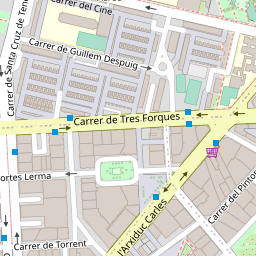 Carrer del Cine
Carrer de Guillem Despuig
Carrer de Santa Cruz de Tene
Carrer de Tres Forques
ortes Lerma
l'Arxiduc Carles
Carrer del Pintor
Carrer de Torrent